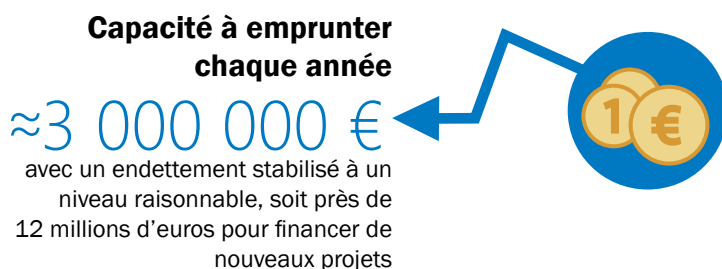 Capacité à emprunter
chaque année
≈3 000 000 €
avec un endettement stabilisé à un
niveau raisonnable, soit près de
12 millions d’euros pour financer de
nouveaux projets
1 €